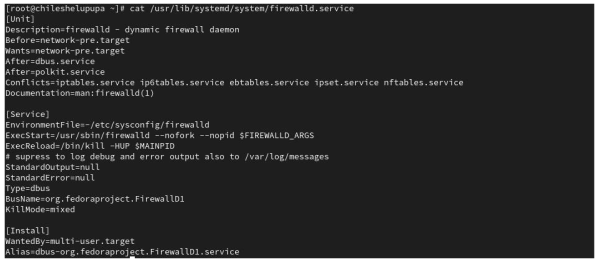 [root@chileshelupupa ~]# cat /usr/lib/systemd/system/firewalld.service
[Unit]
Description=firewalld - dynamic firewall daemon
Before=network-pre.target
Wants=network-pre.target
After=dbus.service
After=polkit.service
Conflicts=iptables.service ip6tables.service ebtables.service ipset.service nftables.service
Documentation=man:firewalld(1)
[Service]
EnvironmentFile=-/etc/sysconfig/firewalld
ExecStart=/usr/sbin/firewalld --nofork --nopid $FIREWALLD_ARGS
ExecReload=/bin/kill -HUP $MAINPID
# supress to log debug and error output also to /var/log/messages
StandardOutput=null
StandardError=null
Type=dbus
BusName=org.fedoraproject.FirewallD1
KillMode=mixed
[Install]
WantedBy=multi-user.target
Alias=dbus-org.fedoraproject.FirewallD1.service